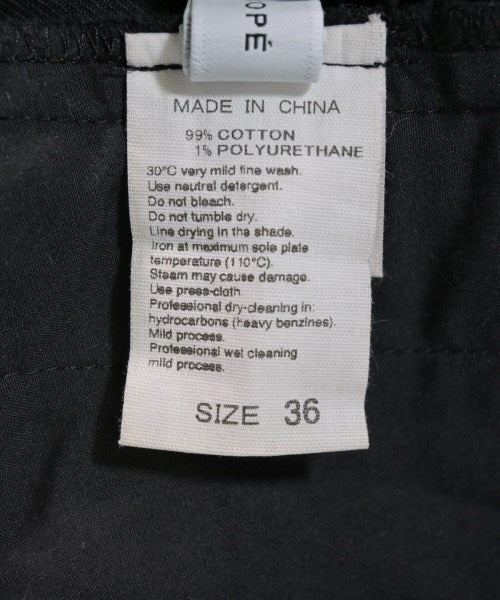 OPÉ
MADE IN CHINA
99% COTTON
1% POLYURETHANE
30°C very mild fine wash.
Use neutral detergent.
Do not bleach.
Do not tumble dry.
Line drying in the shade.
Iron at maximum sole plate
temperature (110°C).
Steam may cause damage.
Use press-cloth.
Professional dry-cleaning in:
hydrocarbons (heavy benzines).
Mild process.
Professional wet cleaning
mild process.
SIZE 36